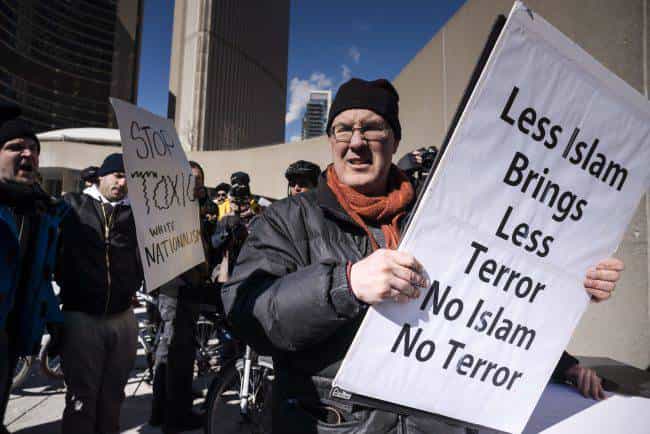 STOP
TOXIC
WHITE
NATIONALISM
Less Islam
Brings
Less
Terror
No Islam
No Terror